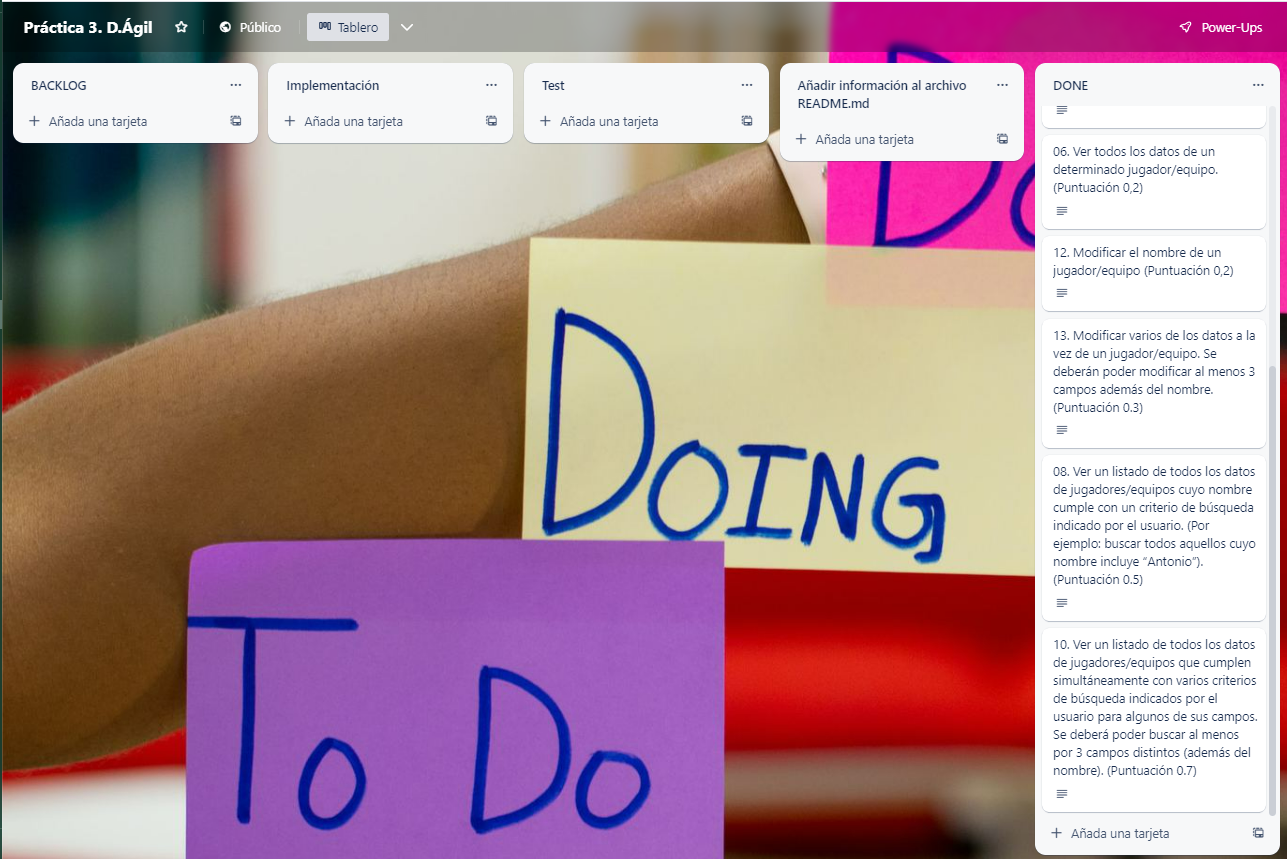 Práctica 3. D.Ágil
Público
Tablero
Power-Ups
BACKLOG
Añada una tarjeta
Implementación
Añada una tarjeta
Test
Añada una tarjeta
Añadir información al archivo
README.md
Añada una tarjeta
DONE
06. Ver todos los datos de un
determinado jugador/equipo.
(Puntuación 0,2)
12. Modificar el nombre de un
jugador/equipo (Puntuación 0,2)
13. Modificar varios de los datos a la
vez de un jugador/equipo. Se
deberán poder modificar al menos 3
campos además del nombre.
(Puntuación 0.3)
08. Ver un listado de todos los datos
de jugadores/equipos cuyo nombre
cumple con un criterio de búsqueda
indicado por el usuario. (Por
ejemplo: buscar todos aquellos cuyo
nombre incluye “Antonio”).
(Puntuación 0.5)
10. Ver un listado de todos los datos
de jugadores/equipos que cumplen
simultáneamente con varios criterios
de búsqueda indicados por el
usuario para algunos de sus campos.
Se deberá poder buscar al menos
por 3 campos distintos (además del
nombre). (Puntuación 0.7)
Añada una tarjeta
DOING
To Do